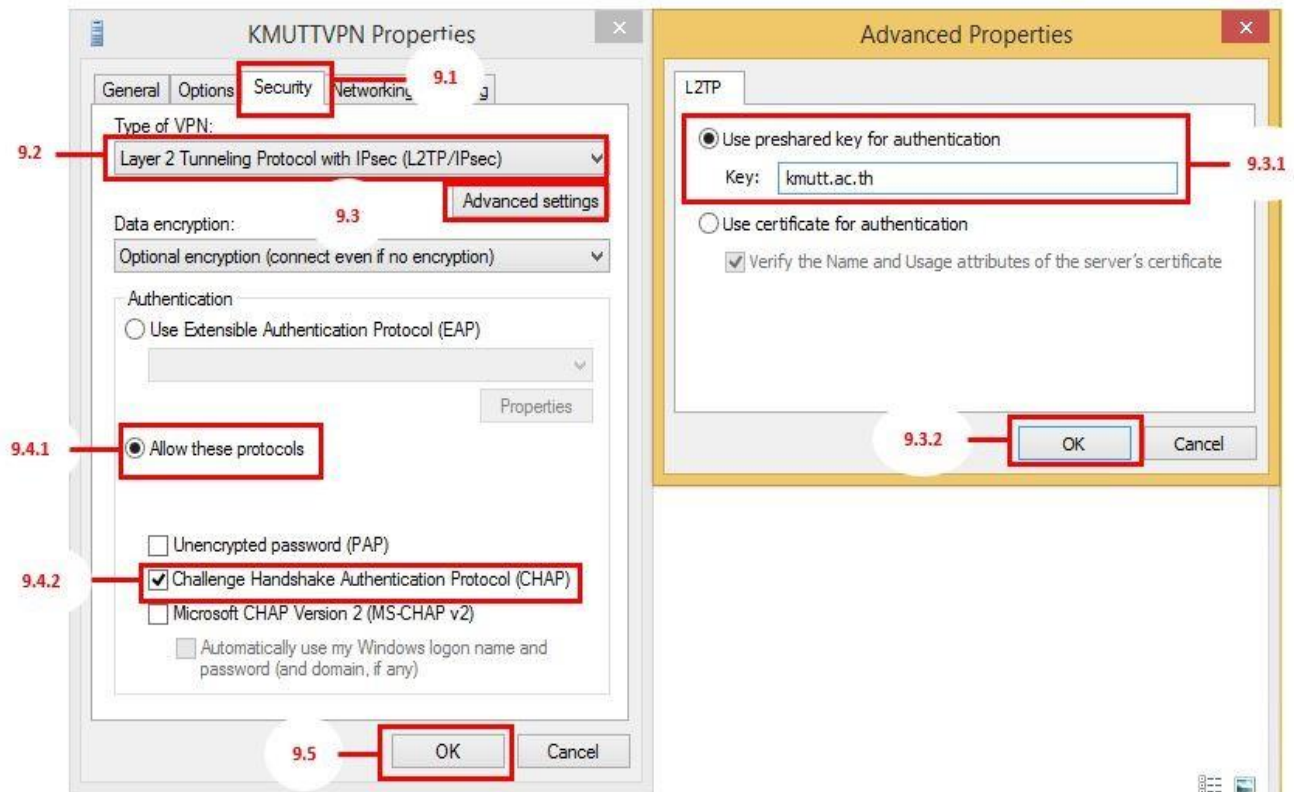 KMUTTVPN Properties
General Options Security Networking
9.1
Type of VPN:
9.2
Layer 2 Tunneling Protocol with IPsec (L2TP/IPsec)
Advanced settings
9.3
Data encryption:
Optional encryption (connect even if no encryption)
Authentication
Use Extensible Authentication Protocol (EAP)
Properties
9.4.1
Allow these protocols
Unencrypted password (PAP)
9.4.2
Challenge Handshake Authentication Protocol (CHAP)
Microsoft CHAP Version 2 (MS-CHAP v2)
Automatically use my Windows logon name and
password (and domain, if any)
9.5
OK Cancel
Advanced Properties
L2TP
Use preshared key for authentication
Key: kmutt.ac.th
9.3.1
Use certificate for authentication
Verify the Name and Usage attributes of the server's certificate
9.3.2
OK Cancel